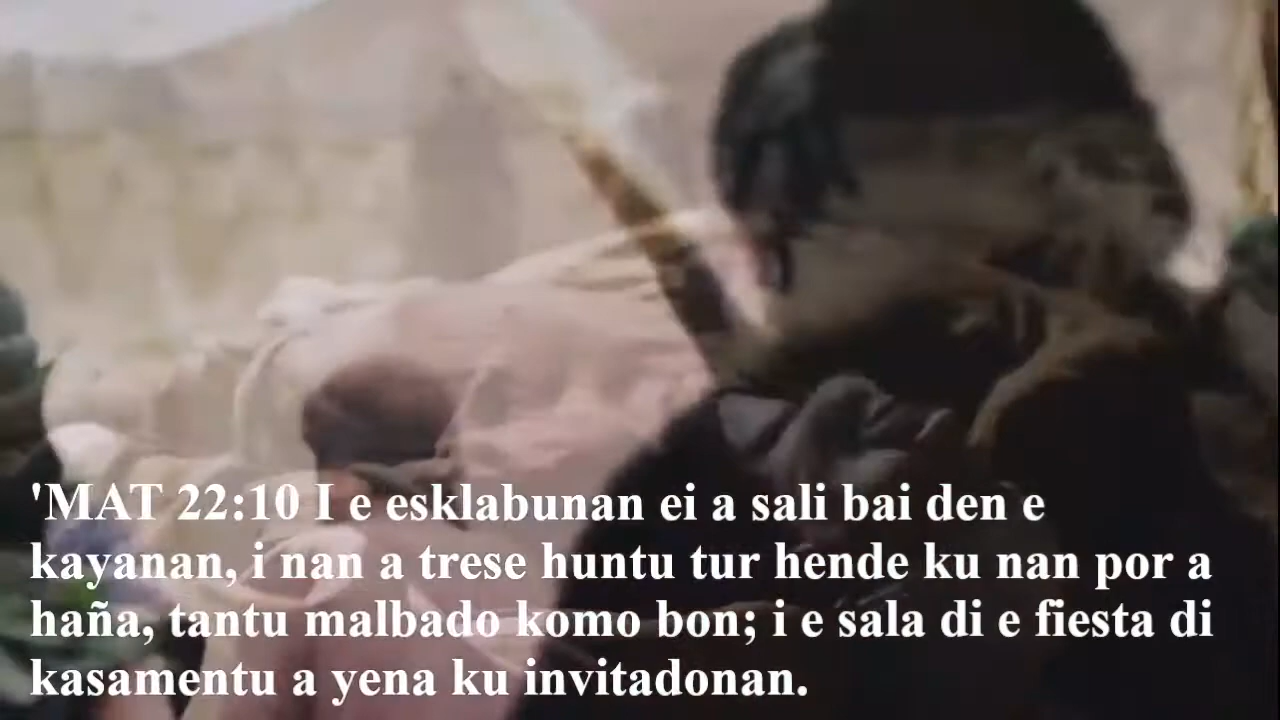 'MAT 22:10 I e esklabunan ei a sali bai den e
kayanan, i nan a trese huntu tur hende ku nan por a
haña, tantu malbado komo bon; i e sala di e fiesta di
kasamentu a yena ku invitadonan.